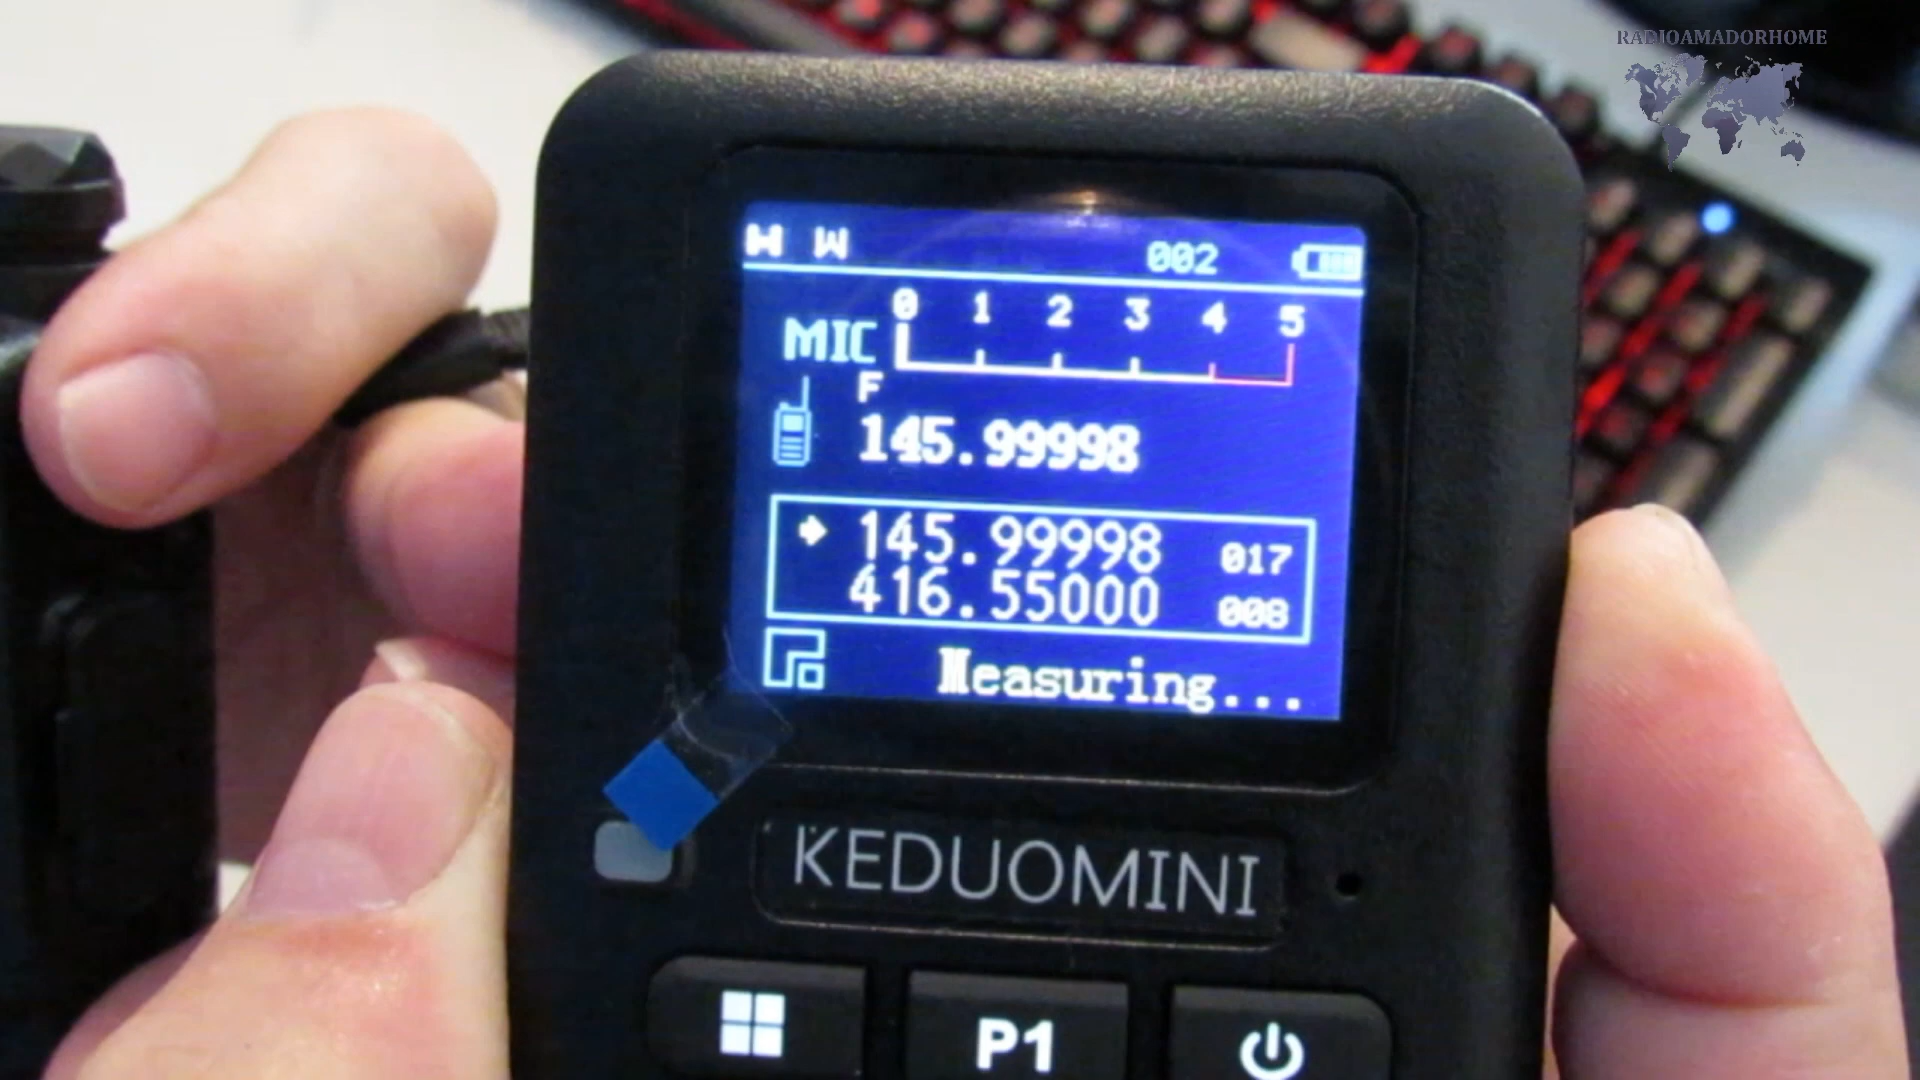 RADIOAMADORHOME
H W 002
0 1 2 3 4 5
MIC
F
145.99998
145.99998 017
416.55000 008
Measuring...
KEDUOMINI
P1